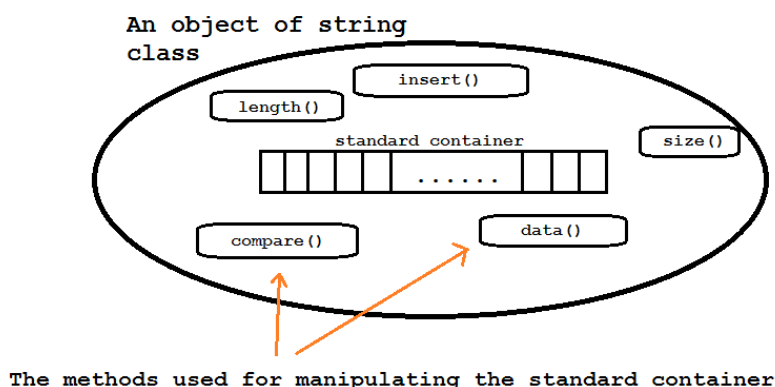 An object of string
class
insert()
length()
standard container
size()
......
compare()
data()
The methods used for manipulating the standard container